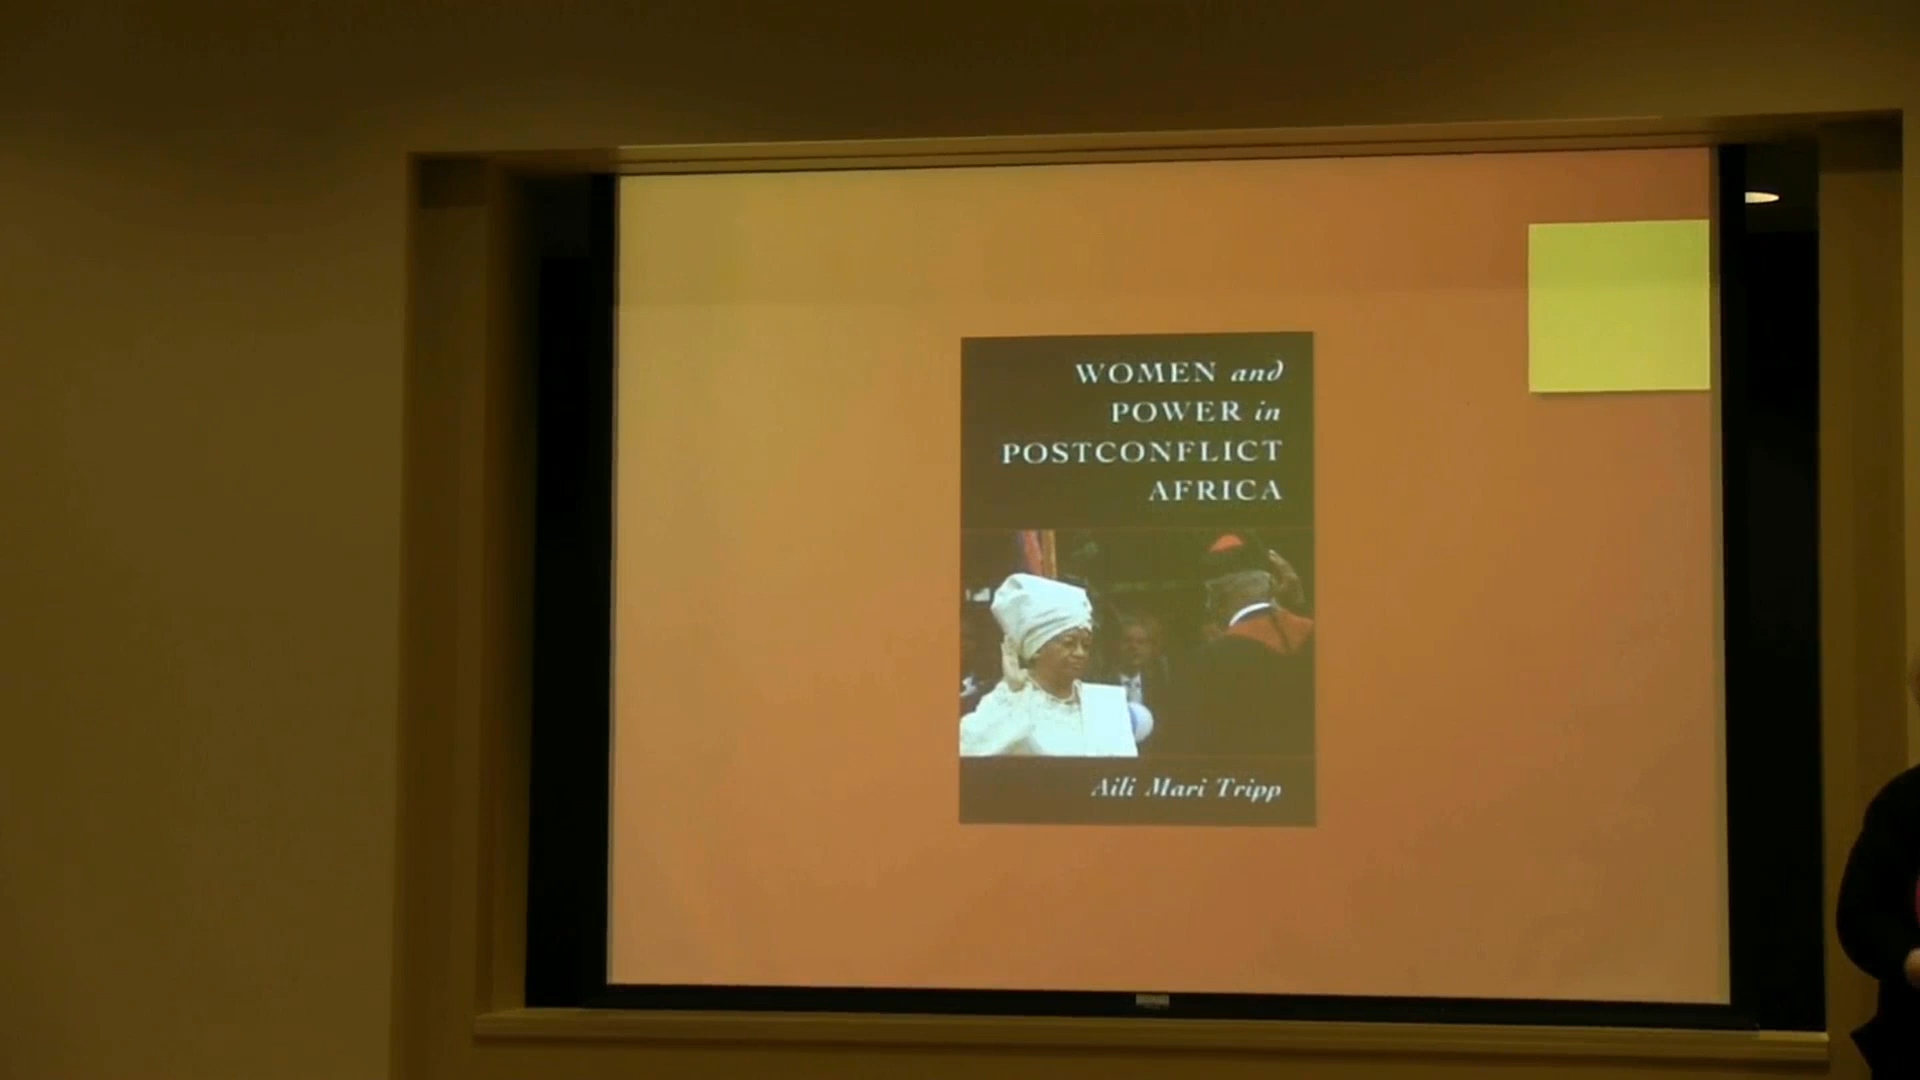 WOMEN and
POWER in
POSTCONFLICT
AFRICA
Aili Mari Tripp